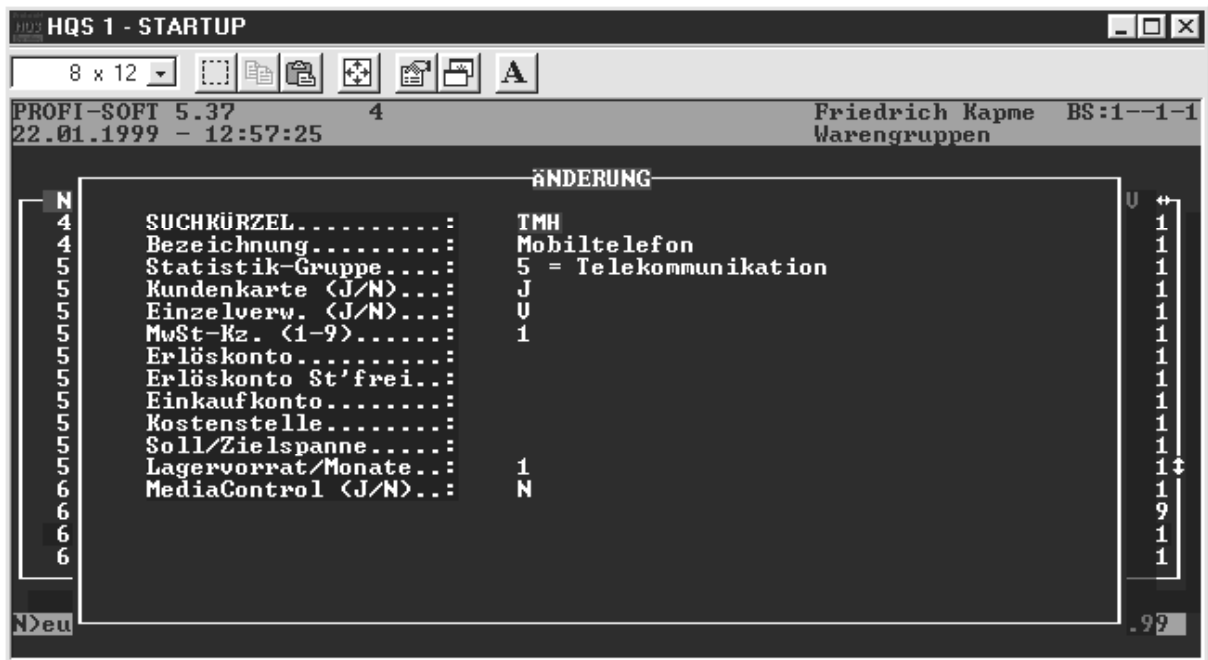 HQS 1 - STARTUP
8 x 12
A
PROFI-SOFT 5.37 4 Friedrich Kapme BS:1--1-1
22.01.1999 - 12:57:25 Warengruppen
ÄNDERUNG
N V
4 SUCHKÜRZEL..........: TMH 1
4 Bezeichnung.........: Mobiltelefon 1
5 Statistik-Gruppe....: 5 = Telekommunikation 1
5 Kundenkarte (J/N)...: J 1
5 Einzelverw. (J/N)...: V 1
5 MwSt-Kz. (1-9)......: 1 1
5 Erlöskonto..........: 1
5 Erlöskonto St'frei..: 1
5 Einkaufkonto........: 1
5 Kostenstelle........: 1
5 Soll/Zielspanne.....: 1
5 Lagervorrat/Monate..: 1 1
6 MediaControl (J/N)..: N 1
6 9
6 1
6 1
N)eu .99